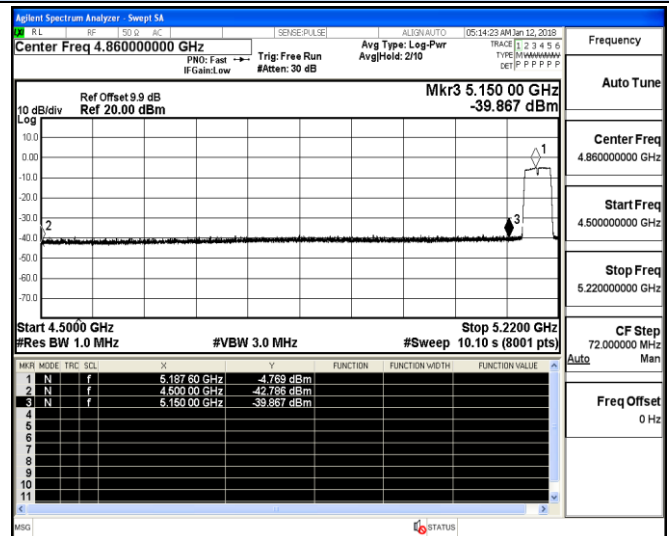 Agilent Spectrum Analyzer - Swept SA
RL RF 50 Ω AC SENSE:PULSE ALIGN AUTO 05:14:23 AM Jan 12, 2018
Center Freq 4.860000000 GHz
PNO: Fast
IFGain:Low
Trig: Free Run
#Atten: 30 dB
Avg Type: Log-Pwr
Avg|Hold: 2/10
TRACE 1 2 3 4 5 6
TYPE MWWWWW
DET P P P P P P
Ref Offset 9.9 dB
10 dB/div Ref 20.00 dBm
Log
Mkr3 5.150 00 GHz
-39.867 dBm
10.0
0.00
-10.0
-20.0
-30.0
-40.0
-50.0
-60.0
-70.0
1
2
3
Start 4.5000 GHz Stop 5.2200 GHz
#Res BW 1.0 MHz #VBW 3.0 MHz #Sweep 10.10 s (8001 pts)
MKR MODE TRC SCL X Y FUNCTION FUNCTION WIDTH FUNCTION VALUE
1 N f 5.187 60 GHz -4.769 dBm
2 N f 4.500 00 GHz -42.786 dBm
3 N f 5.150 00 GHz -39.867 dBm
4
5
6
7
8
9
10
11
MSG STATUS
Frequency
Auto Tune
Center Freq
4.860000000 GHz
Start Freq
4.500000000 GHz
Stop Freq
5.220000000 GHz
CF Step
72.000000 MHz
Auto Man
Freq Offset
0 Hz